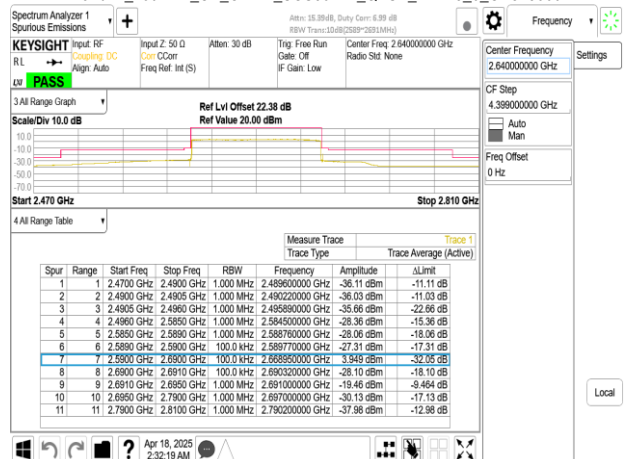 Spectrum Analyzer 1
Spurious Emissions
Attn: 15.39dB, Duty Corr: 6.99 dB
RBW Trans:10dB(2589~2691MHz)
Frequency
KEYSIGHT
RL
LXI
PASS
Input: RF
Coupling: DC
Align: Auto
Input Z: 50 Ω
Corr CCorr
Freq Ref: Int (S)
Atten: 30 dB
Trig: Free Run
Gate: Off
IF Gain: Low
Center Freq: 2.640000000 GHz
Radio Std: None
Center Frequency
2.640000000 GHz
Settings
CF Step
4.399000000 GHz
Auto
Man
Freq Offset
0 Hz
Local
3 All Range Graph
Scale/Div 10.0 dB
Ref Lvl Offset 22.38 dB
Ref Value 20.00 dBm
10.0
-10.0
-30.0
-50.0
-70.0
Start 2.470 GHz
Stop 2.810 GHz
4 All Range Table
Measure Trace Trace 1
Trace Type Trace Average (Active)
Spur Range Start Freq Stop Freq RBW Frequency Amplitude ΔLimit
1 1 2.4700 GHz 2.4900 GHz 1.000 MHz 2.489600000 GHz -36.11 dBm -11.11 dB
2 2 2.4900 GHz 2.4905 GHz 1.000 MHz 2.490220000 GHz -36.03 dBm -11.03 dB
3 3 2.4905 GHz 2.4960 GHz 1.000 MHz 2.495890000 GHz -35.66 dBm -22.66 dB
4 4 2.4960 GHz 2.5850 GHz 1.000 MHz 2.584500000 GHz -28.36 dBm -15.36 dB
5 5 2.5850 GHz 2.5890 GHz 1.000 MHz 2.588760000 GHz -28.06 dBm -18.06 dB
6 6 2.5890 GHz 2.5900 GHz 100.0 kHz 2.589770000 GHz -27.31 dBm -17.31 dB
7 7 2.5900 GHz 2.6900 GHz 100.0 kHz 2.668950000 GHz 3.949 dBm -32.05 dB
8 8 2.6900 GHz 2.6910 GHz 100.0 kHz 2.690320000 GHz -28.10 dBm -18.10 dB
9 9 2.6910 GHz 2.6950 GHz 1.000 MHz 2.691000000 GHz -19.46 dBm -9.464 dB
10 10 2.6950 GHz 2.7900 GHz 1.000 MHz 2.697000000 GHz -30.13 dBm -17.13 dB
11 11 2.7900 GHz 2.8100 GHz 1.000 MHz 2.790200000 GHz -37.98 dBm -12.98 dB
Apr 18, 2025
2:32:19 AM